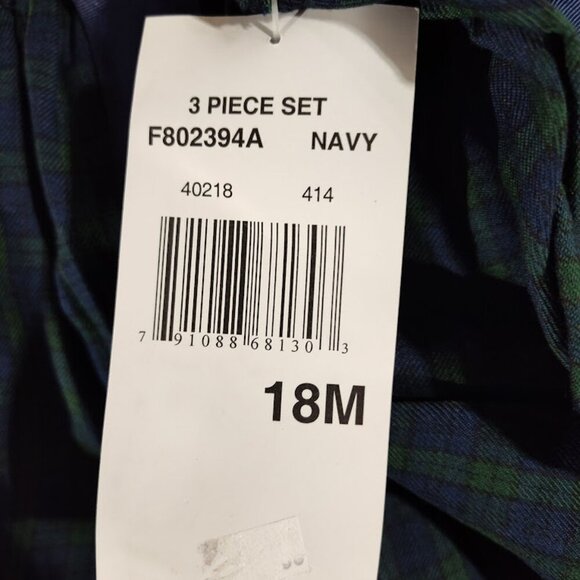 3 PIECE SET
F802394A NAVY
40218 414
7 91088 68130 3
18M